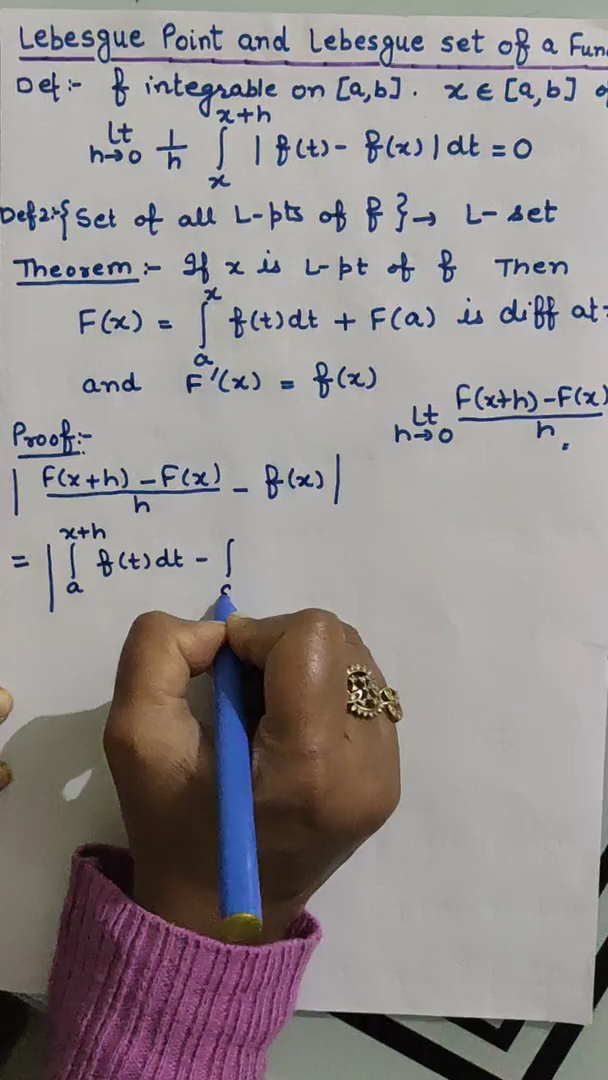 Lebesgue Point and Lebesgue set of a Fun
Def:- f integrable on [a,b]. x ∈ [a,b]
Lt h→0 1/h ∫_x^{x+h} | f(t) - f(x) | dt = 0
Def2:- {Set of all L-pts of f} → L-set
Theorem:- If x is L-pt of f Then
F(x) = ∫_a^x f(t)dt + F(a) is diff at
and F'(x) = f(x)
Lt h→0 F(x+h)-F(x) / h
Proof:-
| F(x+h) - F(x) / h - f(x) |
= | ∫_a^{x+h} f(t)dt - ∫